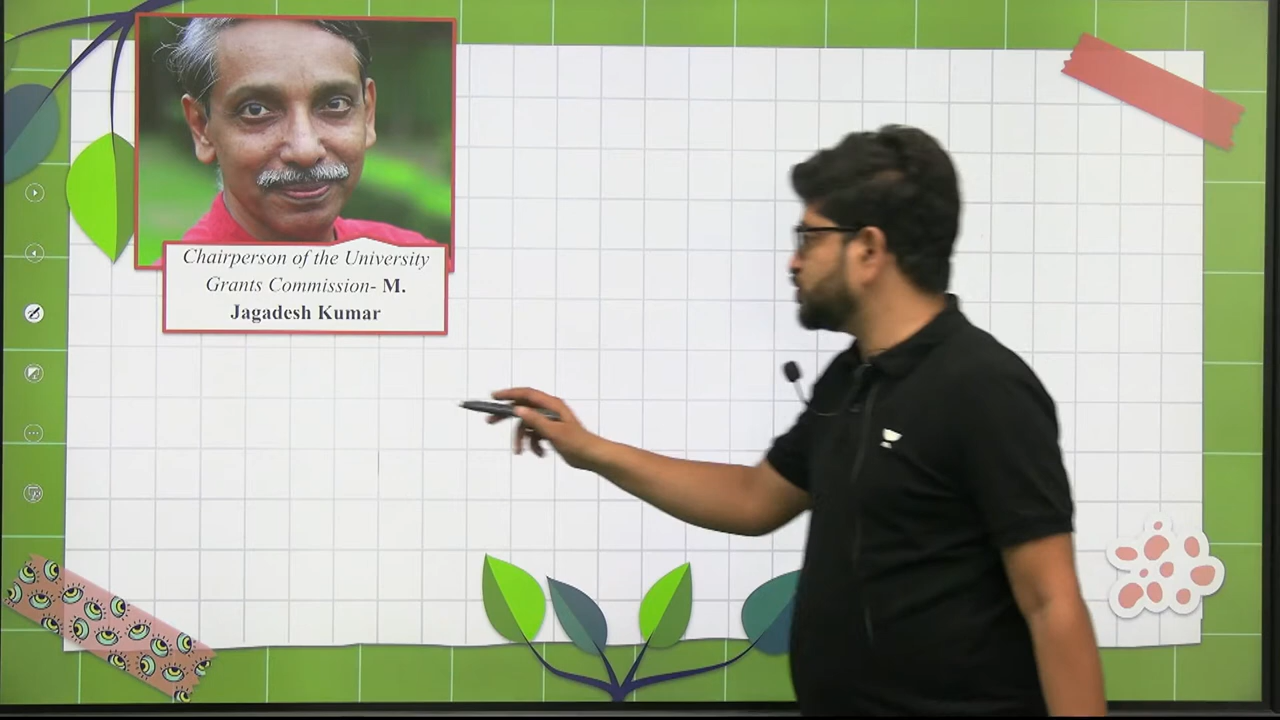 Chairperson of the University
Grants Commission- M.
Jagadesh Kumar